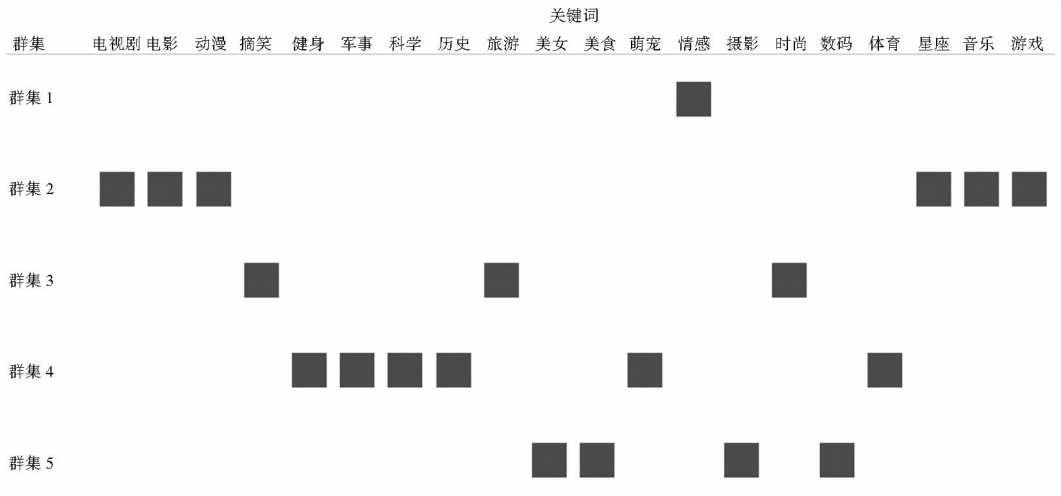 关键词
群集 电视剧 电影 动漫 搞笑 健身 军事 科学 历史 旅游 美女 美食 萌宠 情感 摄影 时尚 数码 体育 星座 音乐 游戏
群集 1
群集 2
群集 3
群集 4
群集 5